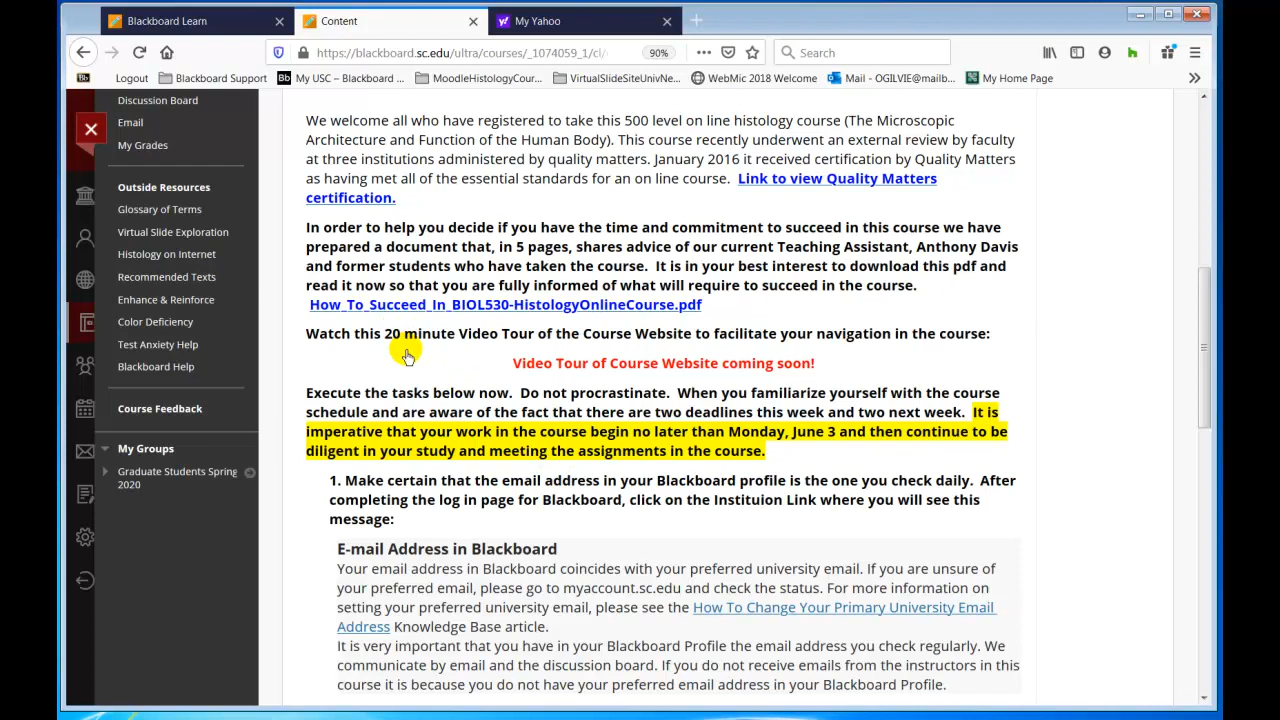 Blackboard Learn
Content
My Yahoo
https://blackboard.sc.edu/ultra/courses/_1074059_1/cl/
90%
Search
Bb
Logout
Blackboard Support
Bb
My USC – Blackboard ...
MoodleHistologyCour...
VirtualSlideSiteUnivNe...
WebMic 2018 Welcome
Mail - OGILVIE@mailb...
My Home Page
Discussion Board
Email
My Grades
Outside Resources
Glossary of Terms
Virtual Slide Exploration
Histology on Internet
Recommended Texts
Enhance & Reinforce
Color Deficiency
Test Anxiety Help
Blackboard Help
Course Feedback
My Groups
Graduate Students Spring
2020
We welcome all who have registered to take this 500 level on line histology course (The Microscopic
Architecture and Function of the Human Body). This course recently underwent an external review by faculty
at three institutions administered by quality matters. January 2016 it received certification by Quality Matters
as having met all of the essential standards for an on line course. Link to view Quality Matters
certification.
In order to help you decide if you have the time and commitment to succeed in this course we have
prepared a document that, in 5 pages, shares advice of our current Teaching Assistant, Anthony Davis
and former students who have taken the course. It is in your best interest to download this pdf and
read it now so that you are fully informed of what will require to succeed in the course.
How_To_Succeed_In_BIOL530-HistologyOnlineCourse.pdf
Watch this 20 minute Video Tour of the Course Website to facilitate your navigation in the course:
Video Tour of Course Website coming soon!
Execute the tasks below now. Do not procrastinate. When you familiarize yourself with the course
schedule and are aware of the fact that there are two deadlines this week and two next week. It is
imperative that your work in the course begin no later than Monday, June 3 and then continue to be
diligent in your study and meeting the assignments in the course.
1. Make certain that the email address in your Blackboard profile is the one you check daily. After
completing the log in page for Blackboard, click on the Instituion Link where you will see this
message:
E-mail Address in Blackboard
Your email address in Blackboard coincides with your preferred university email. If you are unsure of
your preferred email, please go to myaccount.sc.edu and check the status. For more information on
setting your preferred university email, please see the How To Change Your Primary University Email
Address Knowledge Base article.
It is very important that you have in your Blackboard Profile the email address you check regularly. We
communicate by email and the discussion board. If you do not receive emails from the instructors in this
course it is because you do not have your preferred email address in your Blackboard Profile.